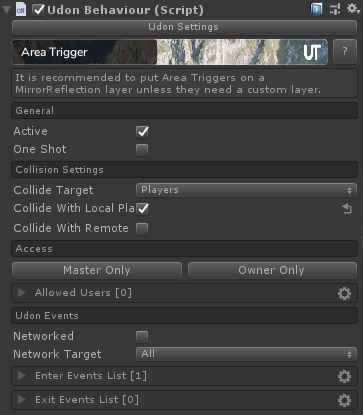 Udon Behaviour (Script)
Udon Settings
Area Trigger
UT
?
It is recommended to put Area Triggers on a
MirrorReflection layer unless they need a custom layer.
General
Active
One Shot
Collision Settings
Collide Target
Players
Collide With Local Pla
Collide With Remote
Access
Master Only
Owner Only
Allowed Users [0]
Udon Events
Networked
Network Target
All
Enter Events List [1]
Exit Events List [0]